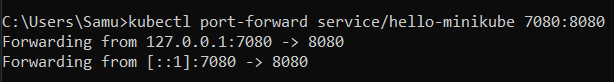 C:\Users\Samu>kubectl port-forward service/hello-minikube 7080:8080
Forwarding from 127.0.0.1:7080 -> 8080
Forwarding from [::1]:7080 -> 8080